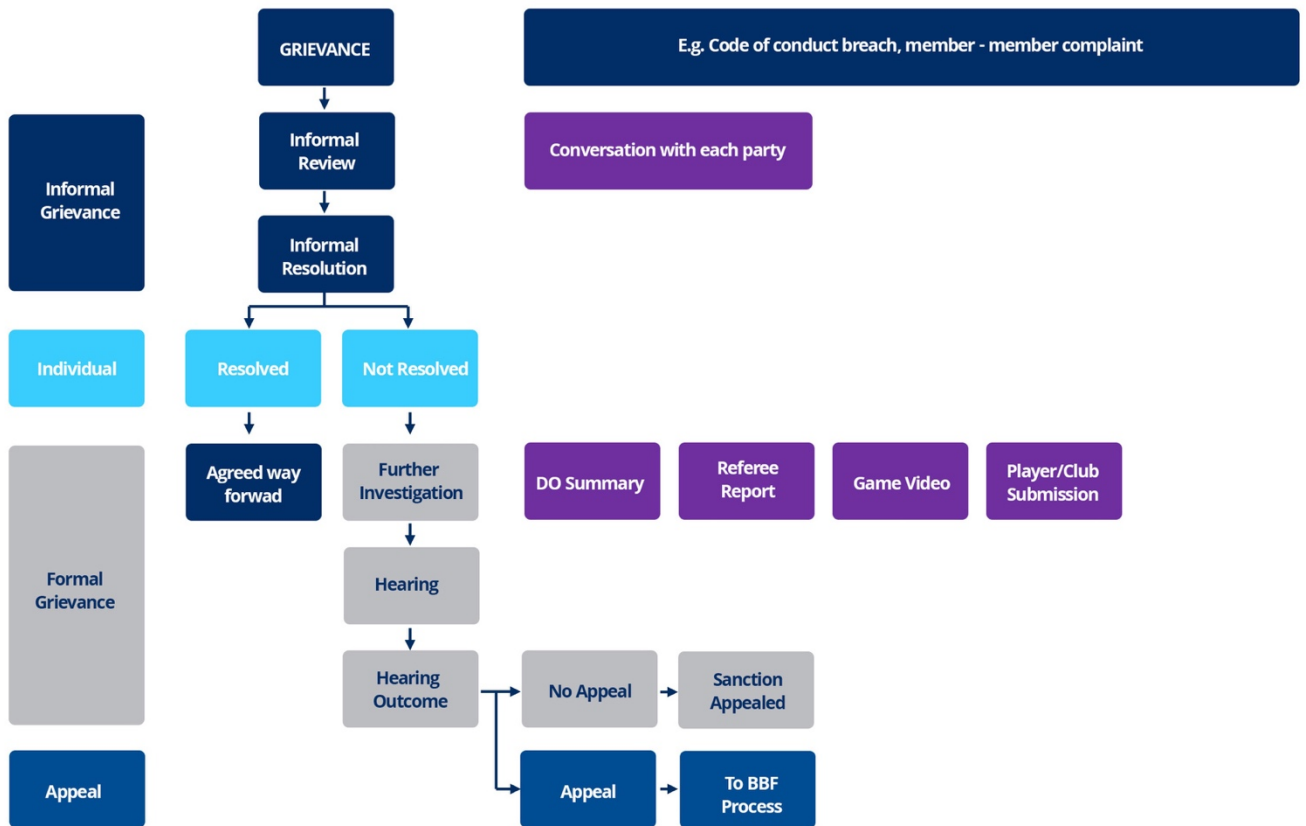 GRIEVANCE
E.g. Code of conduct breach, member - member complaint
Informal
Grievance
Informal
Review
Conversation with each party
Informal
Resolution
Individual
Resolved
Not Resolved
Formal
Grievance
Agreed way
forwad
Further
Investigation
DO Summary
Referee
Report
Game Video
Player/Club
Submission
Hearing
Hearing
Outcome
No Appeal
Sanction
Appealed
Appeal
Appeal
To BBF
Process